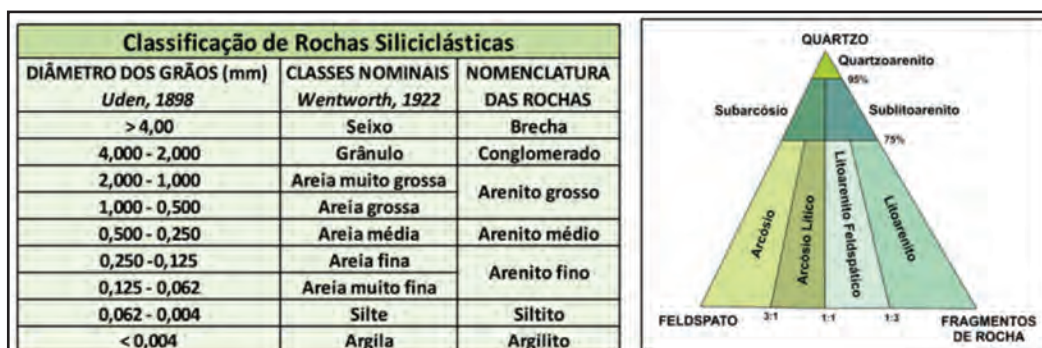 Classificação de Rochas Siliciclásticas
DIÂMETRO DOS GRÃOS (mm) CLASSES NOMINAIS NOMENCLATURA
Uden, 1898 Wentworth, 1922 DAS ROCHAS
> 4,00 Seixo Brecha
4,000 - 2,000 Grânulo Conglomerado
2,000 - 1,000 Areia muito grossa
Arenito grosso
1,000 - 0,500 Areia grossa
0,500 - 0,250 Areia média Arenito médio
0,250 -0,125 Areia fina
Arenito fino
0,125 - 0,062 Areia muito fina
0,062 - 0,004 Silte Siltito
< 0,004 Argila Argilito
QUARTZO
Quartzoarenito
95%
Subarcósio
Sublitoarenito
75%
Arcósio
Arcósio Lítico
Litoarenito Feldspático
Litoarenito
FELDSPATO
3:1
1:1
1:3
FRAGMENTOS
DE ROCHA